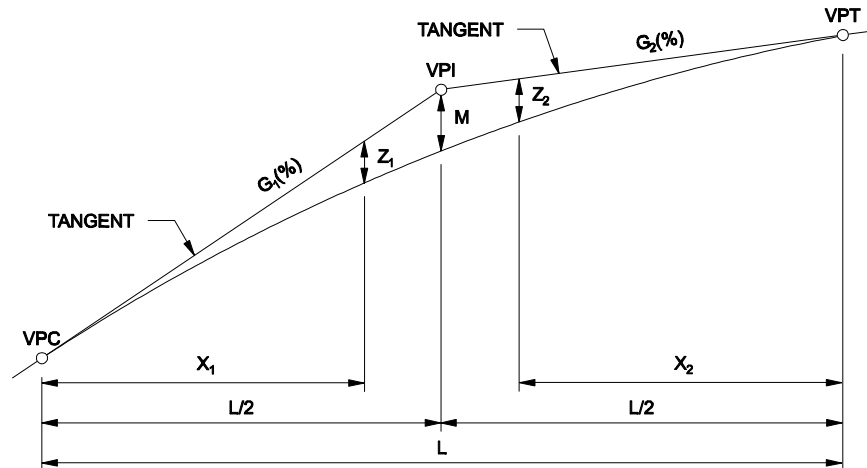 VPT
TANGENT
G₂(%)
VPI
Z₂
M
Z₁
G₁(%)
TANGENT
VPC
X₁
X₂
L/2
L/2
L